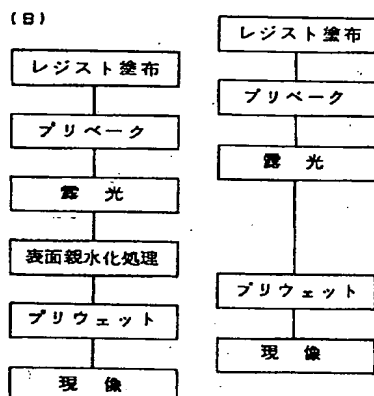 (B)
レジスト塗布
プリベーク
露光
表面親水化処理
プリウェット
現像
レジスト塗布
プリベーク
露光
プリウェット
現像